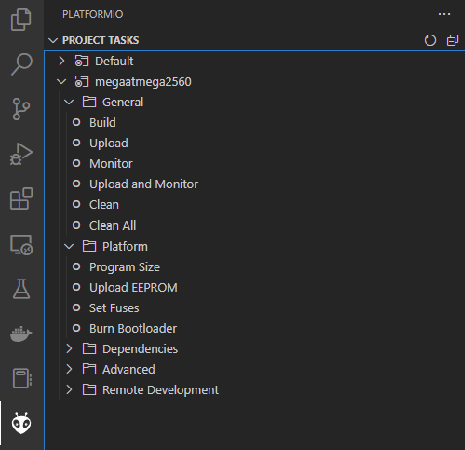 PLATFORMIO
PROJECT TASKS
Default
megaatmega2560
General
Build
Upload
Monitor
Upload and Monitor
Clean
Clean All
Platform
Program Size
Upload EEPROM
Set Fuses
Burn Bootloader
Dependencies
Advanced
Remote Development